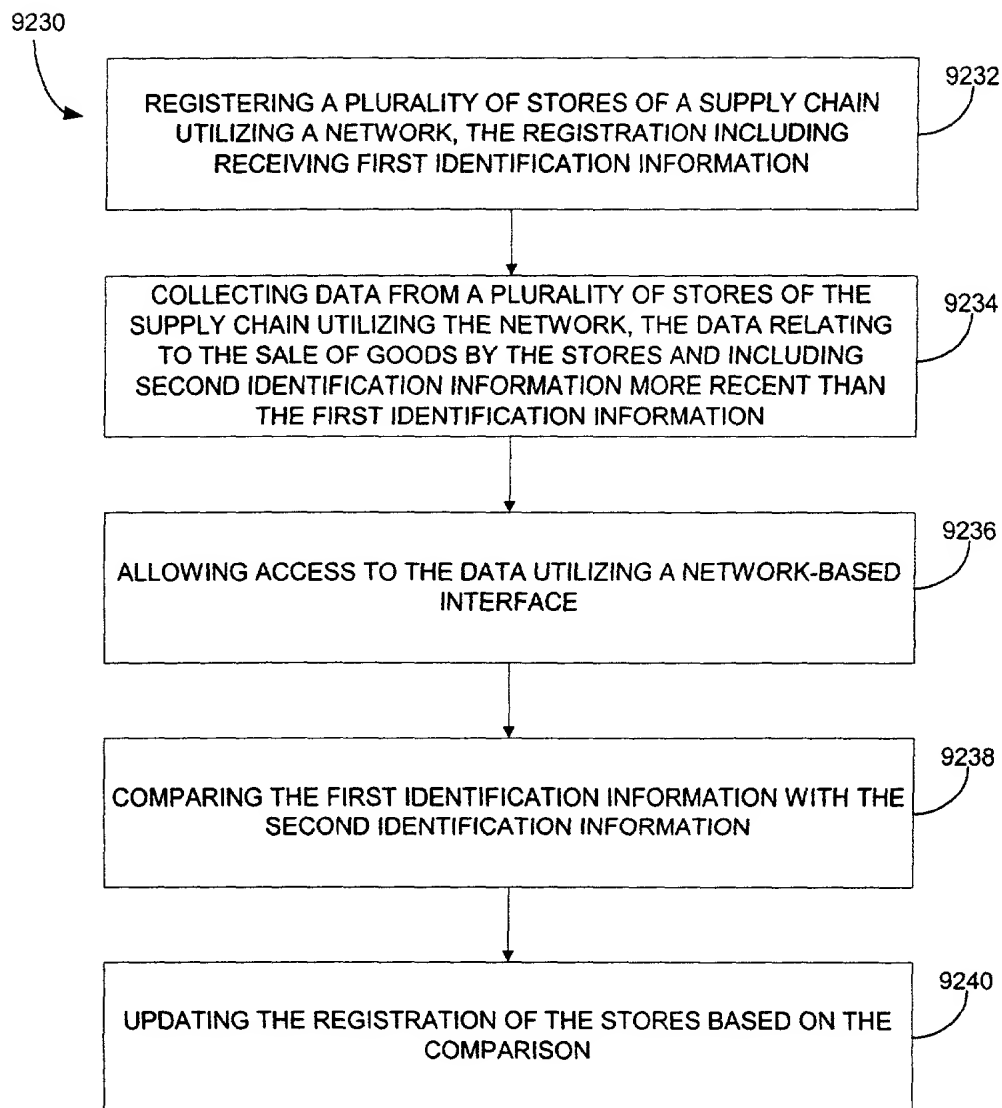 9230
9232
REGISTERING A PLURALITY OF STORES OF A SUPPLY CHAIN
UTILIZING A NETWORK, THE REGISTRATION INCLUDING
RECEIVING FIRST IDENTIFICATION INFORMATION
9234
COLLECTING DATA FROM A PLURALITY OF STORES OF THE
SUPPLY CHAIN UTILIZING THE NETWORK, THE DATA RELATING
TO THE SALE OF GOODS BY THE STORES AND INCLUDING
SECOND IDENTIFICATION INFORMATION MORE RECENT THAN
THE FIRST IDENTIFICATION INFORMATION
9236
ALLOWING ACCESS TO THE DATA UTILIZING A NETWORK-BASED
INTERFACE
9238
COMPARING THE FIRST IDENTIFICATION INFORMATION WITH THE
SECOND IDENTIFICATION INFORMATION
9240
UPDATING THE REGISTRATION OF THE STORES BASED ON THE
COMPARISON